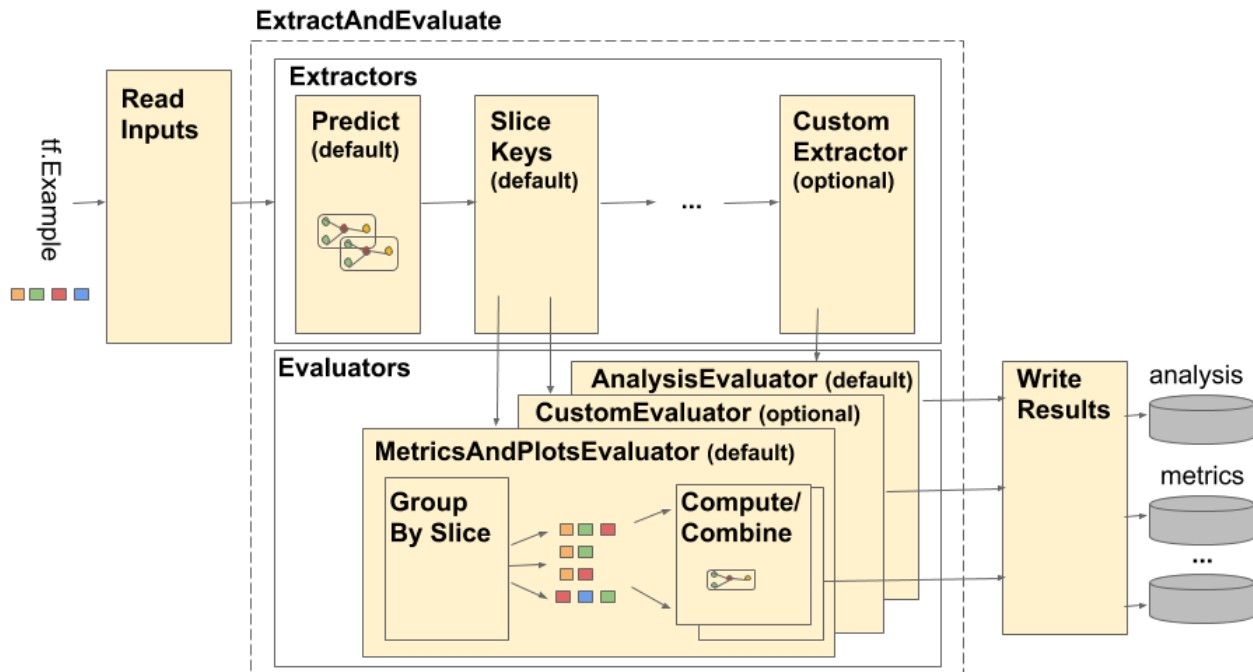 ExtractAndEvaluate
Extractors
Read
Inputs
tf.Example
Predict
(default)
Slice
Keys
(default)
...
Custom
Extractor
(optional)
Evaluators
AnalysisEvaluator (default)
CustomEvaluator (optional)
MetricsAndPlotsEvaluator (default)
Group
By Slice
Compute/
Combine
Write
Results
analysis
metrics
...